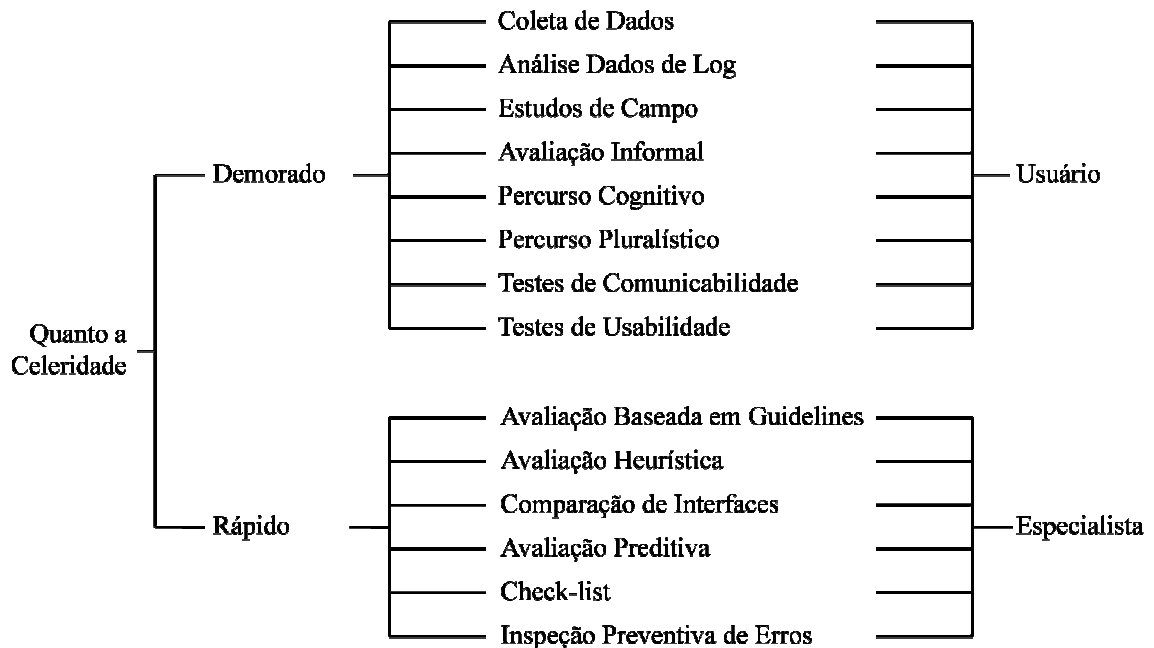 Coleta de Dados
Análise Dados de Log
Estudos de Campo
Avaliação Informal
Demorado
Usuário
Percurso Cognitivo
Percurso Pluralístico
Testes de Comunicabilidade
Testes de Usabilidade
Quanto a
Celeridade
Avaliação Baseada em Guidelines
Avaliação Heurística
Comparação de Interfaces
Rápido
Especialista
Avaliação Preditiva
Check-list
Inspeção Preventiva de Erros